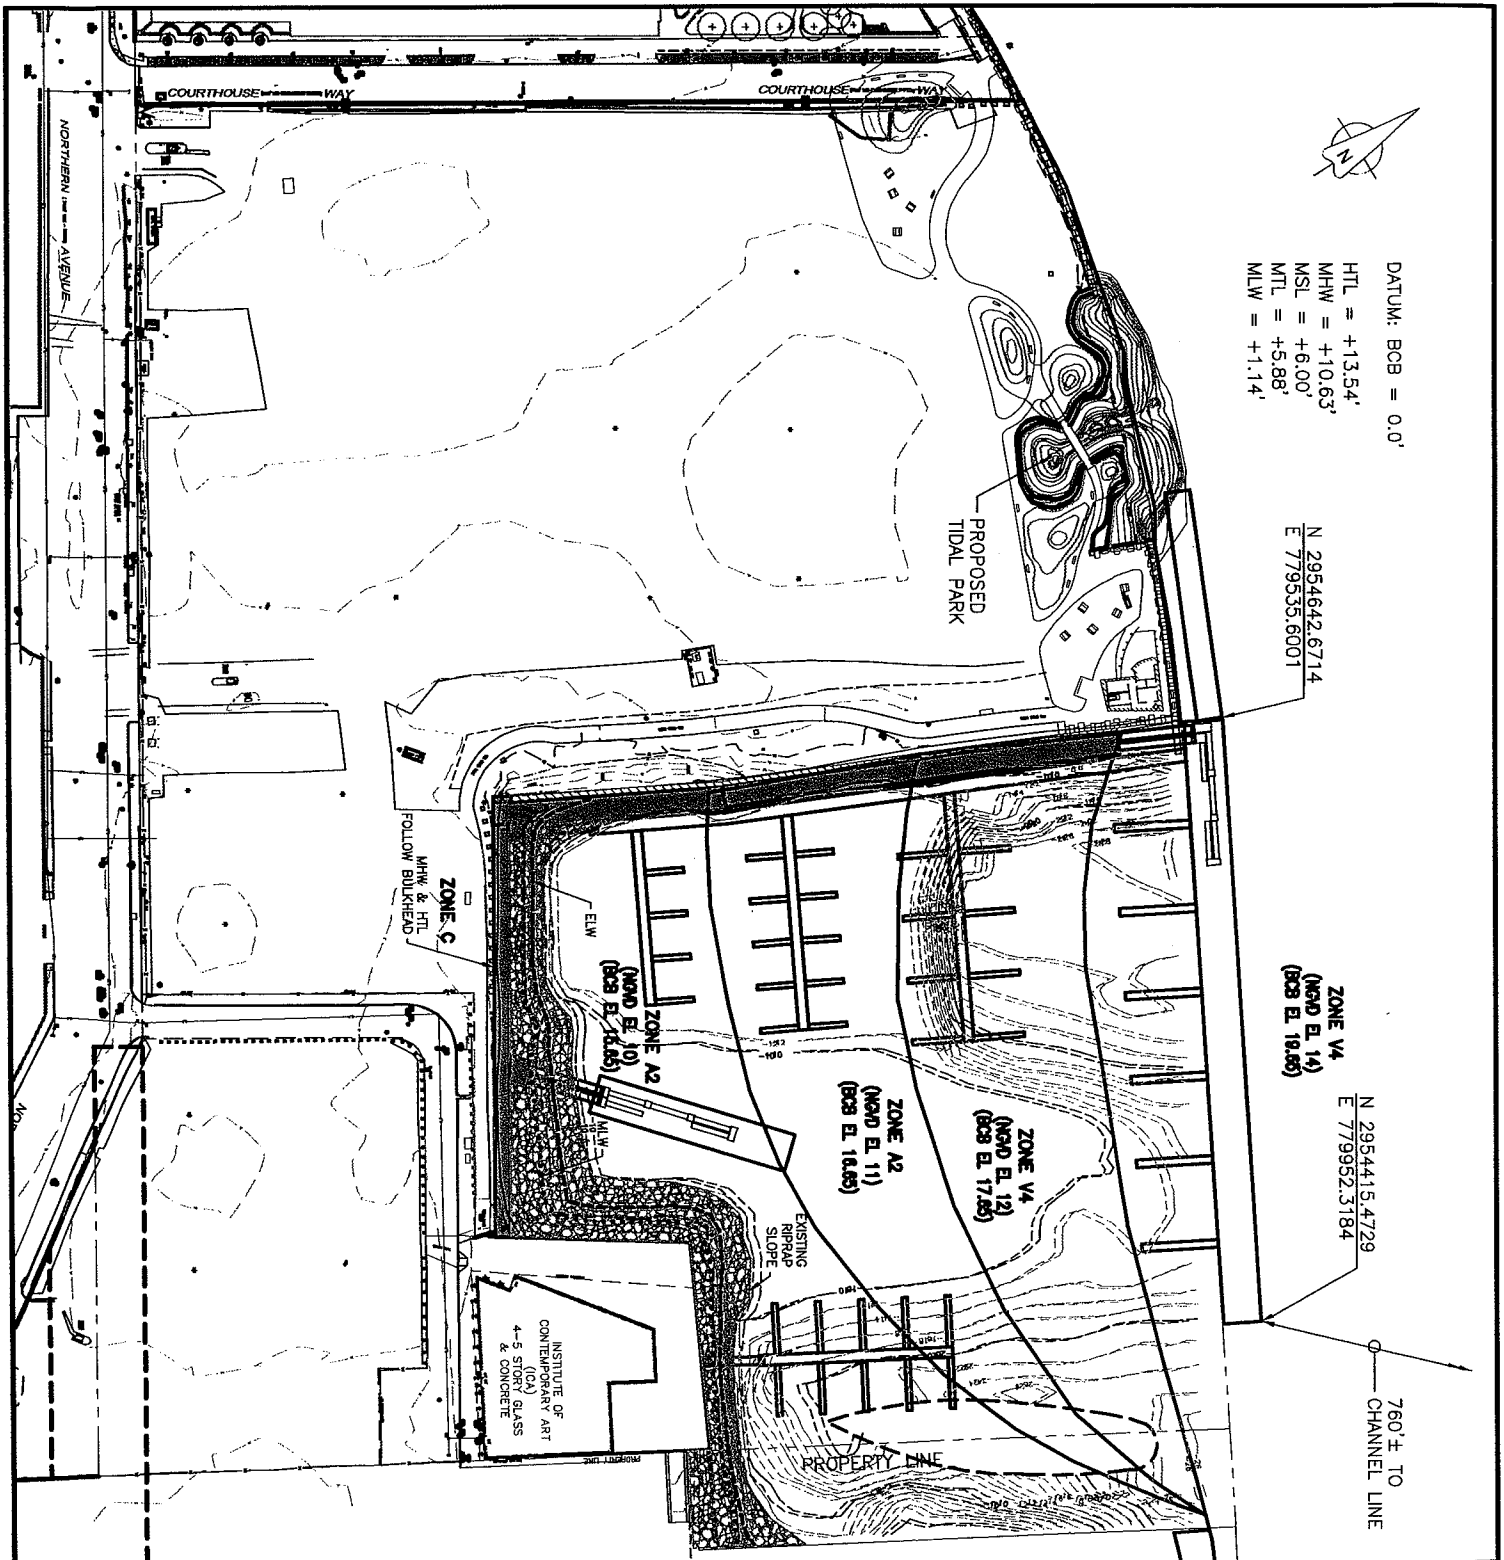 COURTHOUSE WAY
COURTHOUSE WAY
NORTHERN AVENUE
N
DATUM: BCB = 0.0'
HTL = +13.54'
MHW = +10.63'
MSL = +6.00'
MTL = +5.88'
MLW = +1.14'
N 2954642.6714
E 779535.6001
PROPOSED
TIDAL PARK
ZONE V4
(NGVD EL 14)
(BCB EL 19.65)
N 2954415.4729
E 779952.3184
760'± TO
CHANNEL LINE
ZONE V4
(NGVD EL 12)
(BCB EL 17.65)
ZONE A2
(NGVD EL 11)
(BCB EL 16.65)
ZONE A2
(NGVD EL 10)
(BCB EL 15.65)
ELW
ZONE C
MHW & HTL
FOLLOW BULKHEAD
MLW
EXISTING
RIPRAP
SLOPE
INSTITUTE OF
CONTEMPORARY ART
(ICA)
4-5 STORY GLASS
& CONCRETE
PROPERTY LINE
PROPERTY LINE